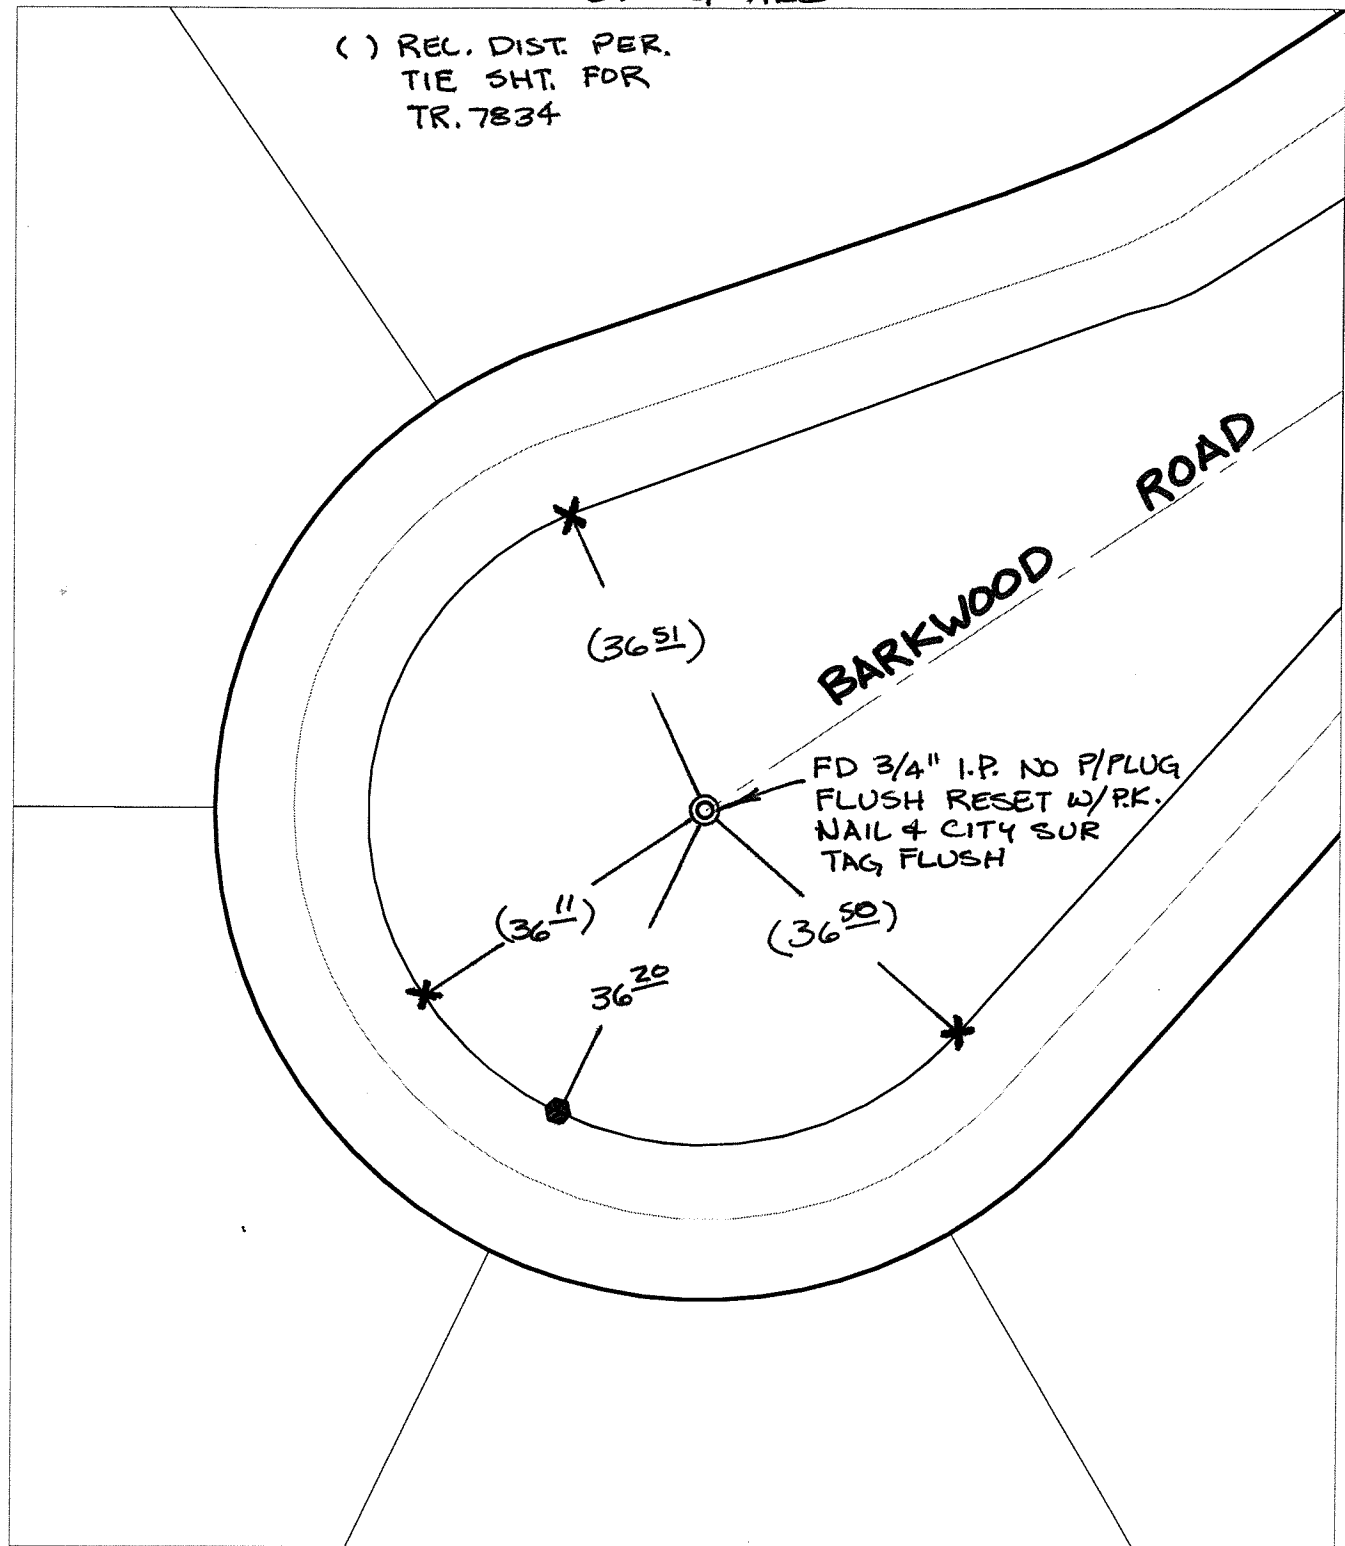 ( ) REC. DIST. PER.
TIE SHT. FOR
TR. 7834
ROAD
BARKWOOD
(36 51)
FD 3/4" I.P. NO P/PLUG
FLUSH RESET W/P.K.
NAIL & CITY SUR
TAG FLUSH
(36 11)
(36 50)
36 20